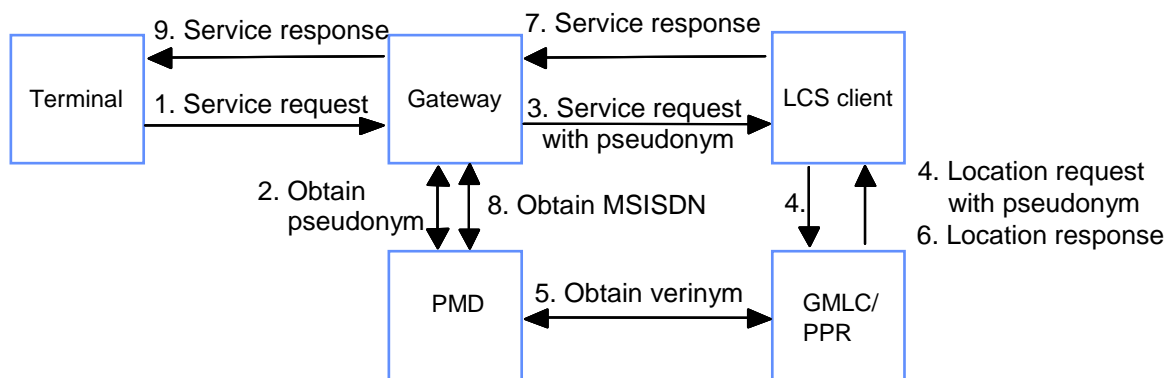 9. Service response
7. Service response
Terminal
1. Service request
Gateway
3. Service request
with pseudonym
LCS client
2. Obtain
pseudonym
8. Obtain MSISDN
4.
4. Location request
with pseudonym
6. Location response
PMD
5. Obtain verinym
GMLC/
PPR